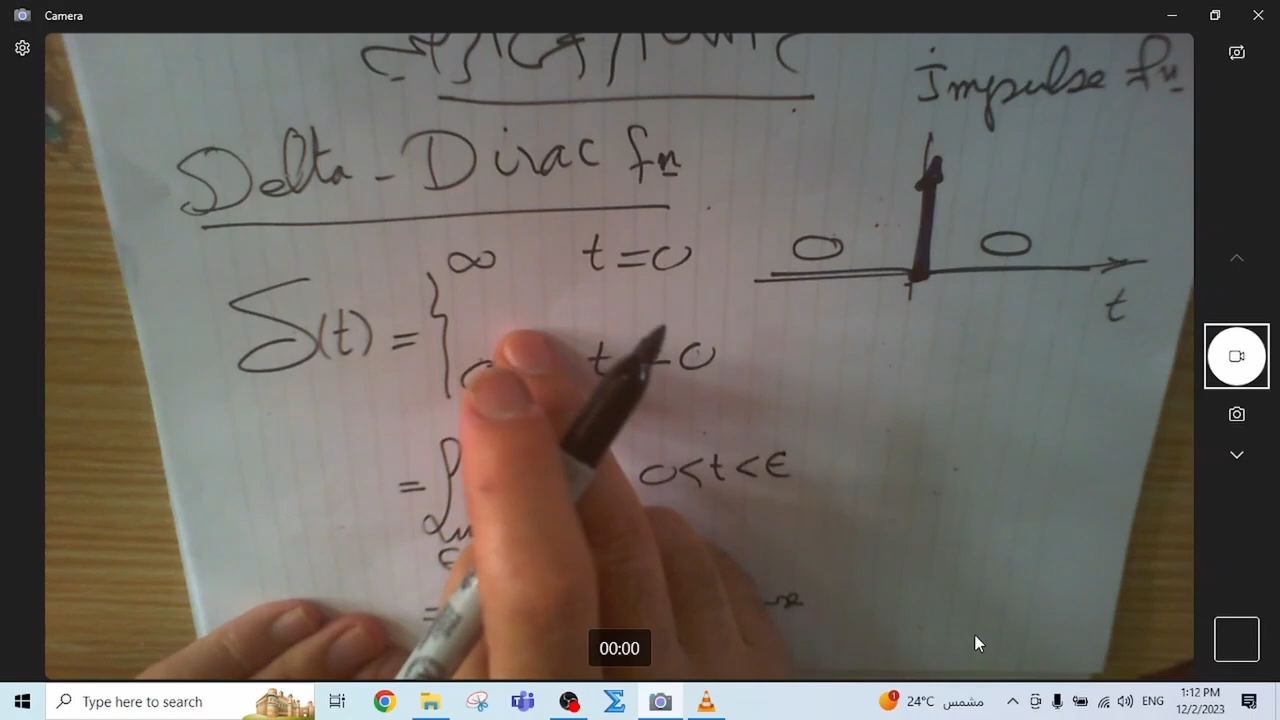 Camera
Impulse fn
Delta - Dirac fn
0 0
t
δ(t) = { ∞ t=0
t 0
= 0<t<ϵ
=
00:00
Type here to search
24°C مشمس
ENG
1:12 PM
12/2/2023